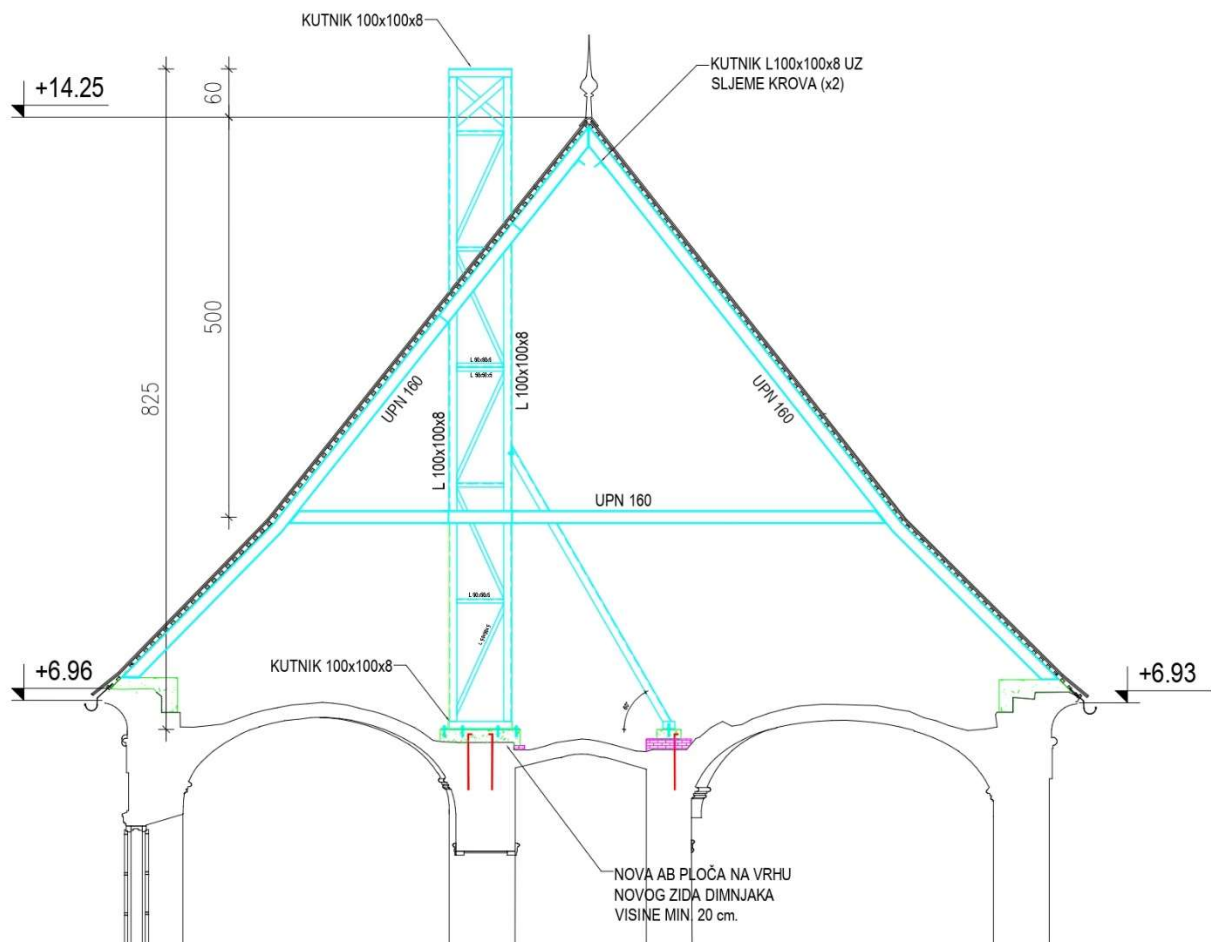 KUTNIK 100x100x8
KUTNIK L100x100x8 UZ
SLJEME KROVA (x2)
+14.25
60
500
825
L 100x100x8
L 100x100x8
UPN 160
UPN 160
UPN 160
KUTNIK 100x100x8
+6.96
+6.93
60°
NOVA AB PLOČA NA VRHU
NOVOG ZIDA DIMNJAKA
VISINE MIN. 20 cm.